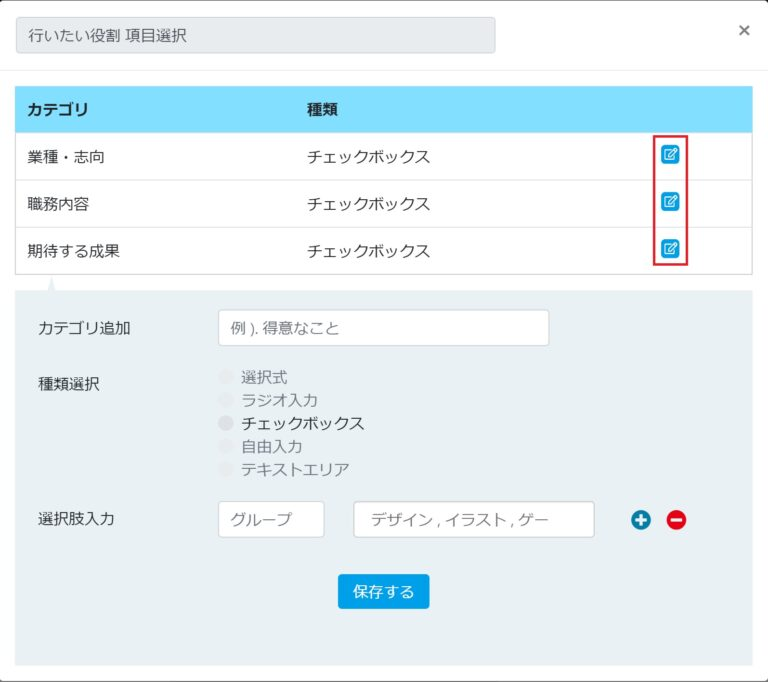 行いたい役割 項目選択
×
カテゴリ 種類
業種・志向 チェックボックス
職務内容 チェックボックス
期待する成果 チェックボックス
カテゴリ追加 例 ). 得意なこと
種類選択 選択式
ラジオ入力
チェックボックス
自由入力
テキストエリア
選択肢入力 グループ デザイン , イラスト , ゲー
保存する